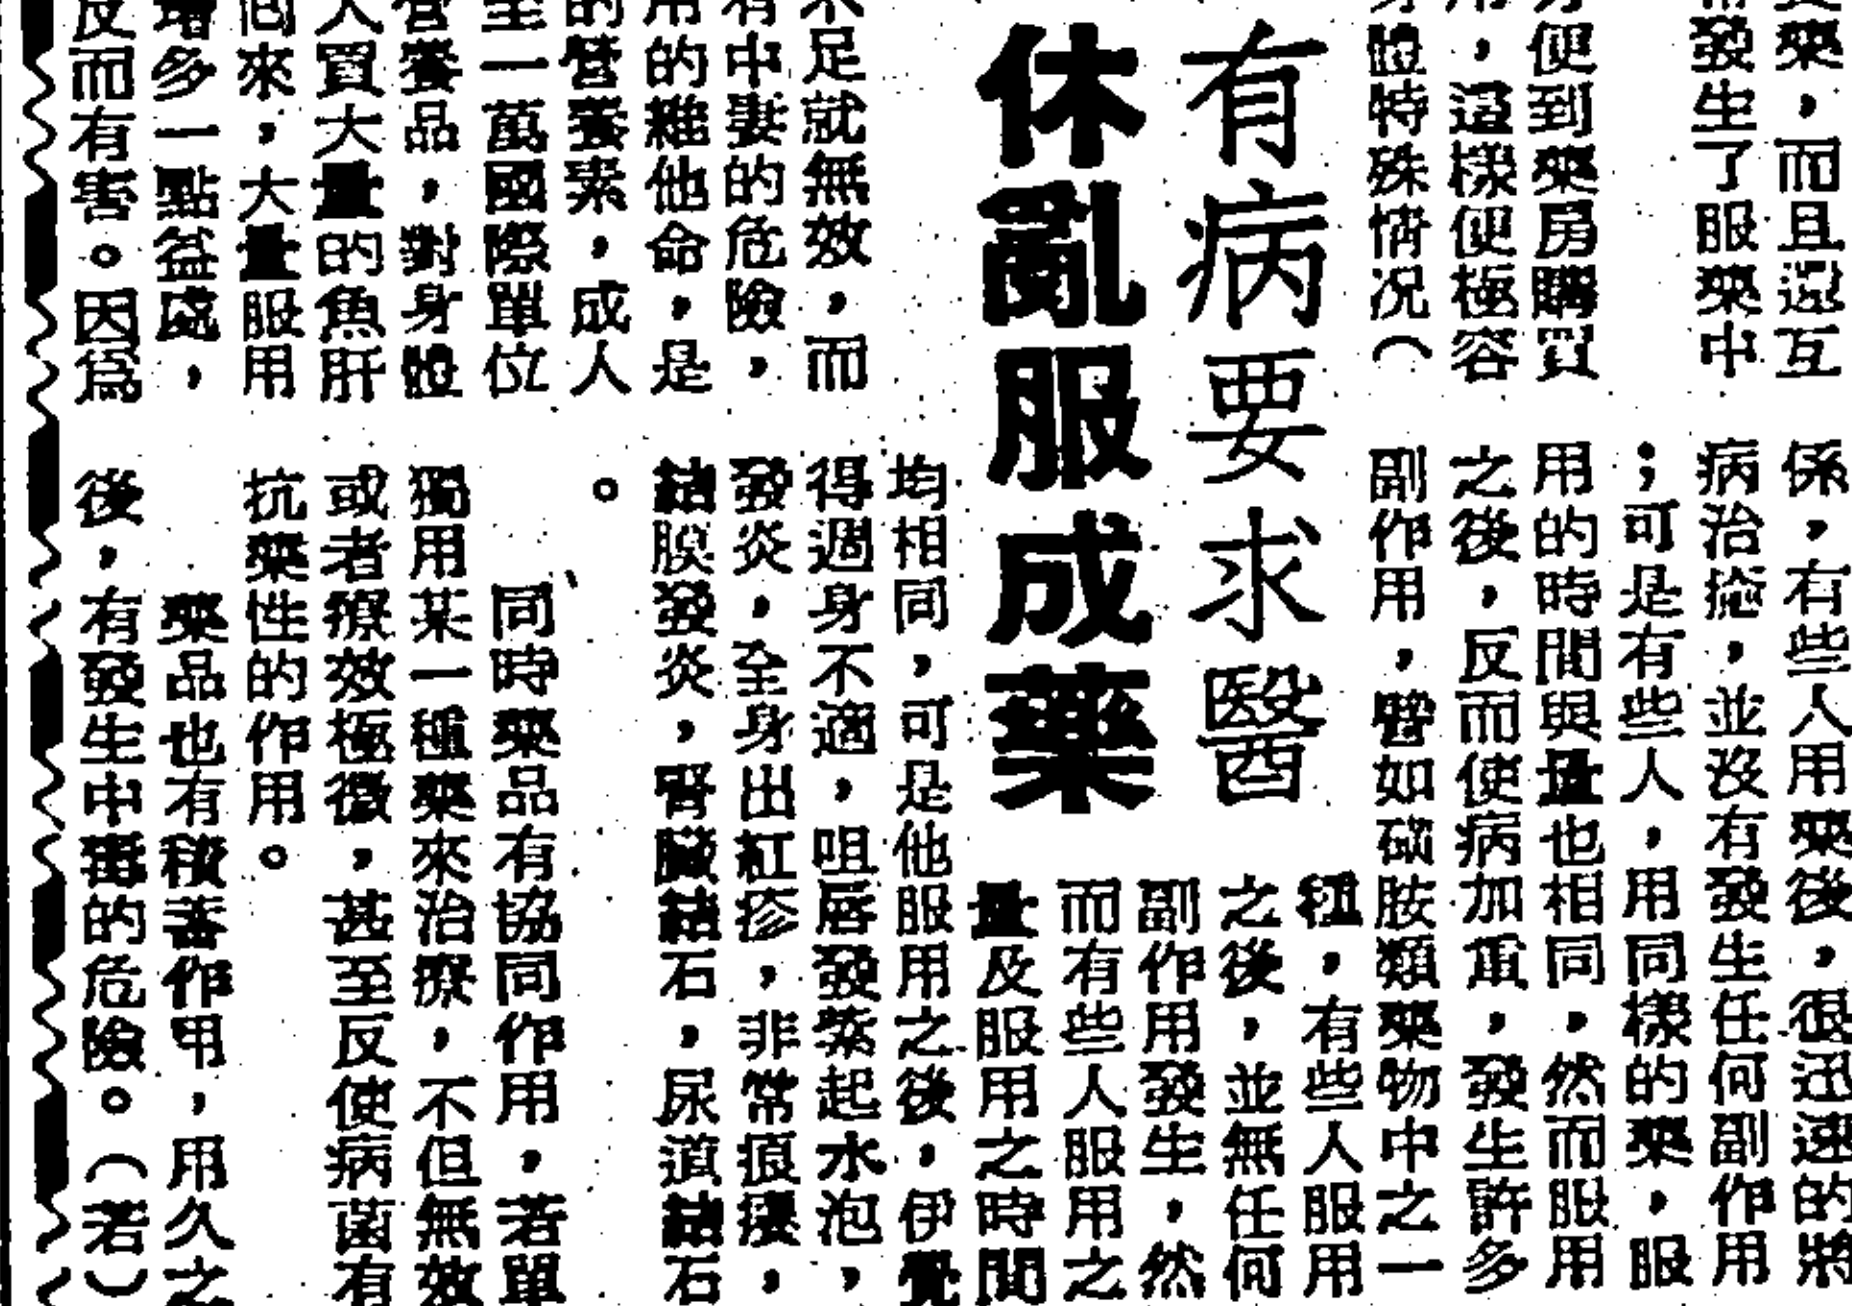 有病要求醫
休亂服成藥
藥，而且還互
發生了服藥中
便到藥房購買
，這樣便極容
體特殊情況（
足就無效，而
有中毒的危險，
用的維他命，是
的營養素，成人
至一萬國際單位
營養品，對身體
人買大量的魚肝
回來，大量服用
增多一點益處，
反而有害。因爲
係，有些人用藥後，很迅速的將
病治癒，並沒有發生任何副作用
；可是有些人，用同樣的藥，服
用的時間與量也相同，然而服用
之後，反而使病加重，發生許多
副作用，譬如磺胺類藥物中之一
種，有些人服用
之後，並無任何
副作用發生，然
而有些人服用之
量及服用之時間
均相同，可是他服用之後，伊覺
得週身不適，咀唇發紫起水泡，
發炎，全身出紅疹，非常痕癢，
結膜發炎，腎臟結石，尿道結石
。
同時藥品有協同作用，若單
獨用某一種藥來治療，不但無效
或者療效極微，甚至反使病菌有
抗藥性的作用。
藥品也有積蓄作用，用久之
後，有發生中毒的危險。（若）